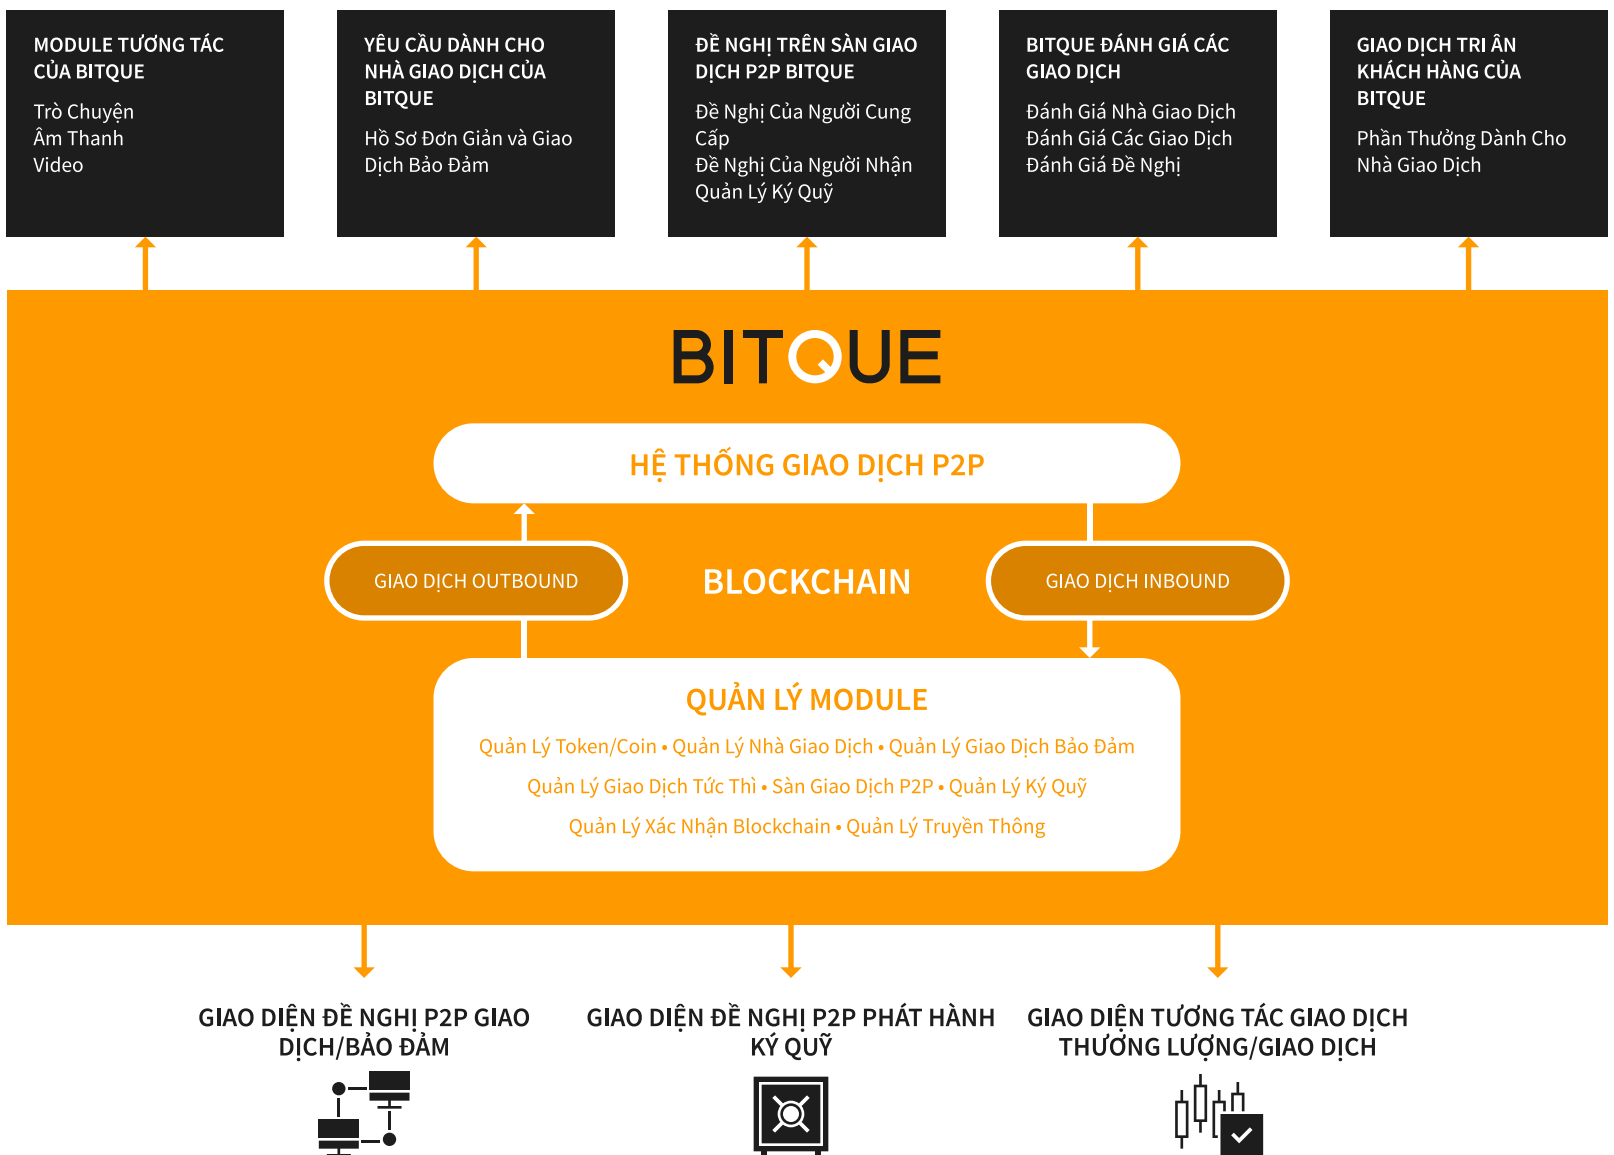 MODULE TƯƠNG TÁC
CỦA BITQUE
Trò Chuyện
Âm Thanh
Video
YÊU CẦU DÀNH CHO
NHÀ GIAO DỊCH CỦA
BITQUE
Hồ Sơ Đơn Giản và Giao
Dịch Bảo Đảm
ĐỀ NGHỊ TRÊN SÀN GIAO
DỊCH P2P BITQUE
Đề Nghị Của Người Cung
Cấp
Đề Nghị Của Người Nhận
Quản Lý Ký Quỹ
BITQUE ĐÁNH GIÁ CÁC
GIAO DỊCH
Đánh Giá Nhà Giao Dịch
Đánh Giá Các Giao Dịch
Đánh Giá Đề Nghị
GIAO DỊCH TRI ÂN
KHÁCH HÀNG CỦA
BITQUE
Phần Thưởng Dành Cho
Nhà Giao Dịch
BITQUE
HỆ THỐNG GIAO DỊCH P2P
GIAO DỊCH OUTBOUND
BLOCKCHAIN
GIAO DỊCH INBOUND
QUẢN LÝ MODULE
Quản Lý Token/Coin • Quản Lý Nhà Giao Dịch • Quản Lý Giao Dịch Bảo Đảm
Quản Lý Giao Dịch Tức Thì • Sàn Giao Dịch P2P • Quản Lý Ký Quỹ
Quản Lý Xác Nhận Blockchain • Quản Lý Truyền Thông
GIAO DIỆN ĐỀ NGHỊ P2P GIAO
DỊCH/BẢO ĐẢM
GIAO DIỆN ĐỀ NGHỊ P2P PHÁT HÀNH
KÝ QUỸ
GIAO DIỆN TƯƠNG TÁC GIAO DỊCH
THƯƠNG LƯỢNG/GIAO DỊCH